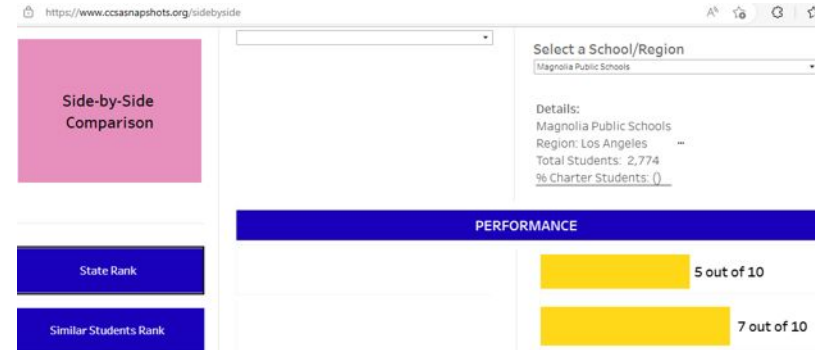 https://www.ccsasnapshots.org/sidebyside
Side-by-Side
Comparison
Select a School/Region
Magnolia Public Schools
Details:
Magnolia Public Schools
Region: Los Angeles
Total Students: 2,774
% Charter Students: ()
PERFORMANCE
State Rank
5 out of 10
Similar Students Rank
7 out of 10